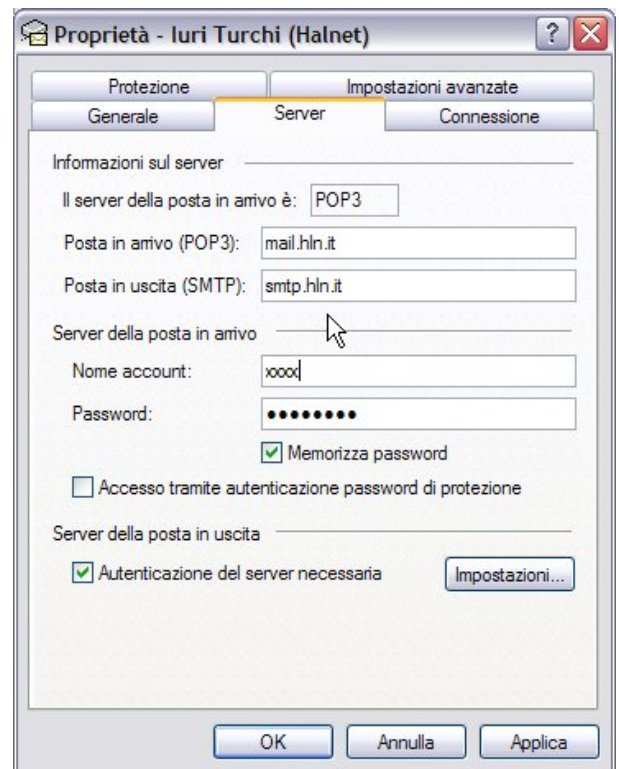 Proprietà - Iuri Turchi (Halnet)
Protezione
Impostazioni avanzate
Generale
Server
Connessione
Informazioni sul server
Il server della posta in arrivo è: POP3
Posta in arrivo (POP3): mail.hln.it
Posta in uscita (SMTP): smtp.hln.it
Server della posta in arrivo
Nome account: xxxx
Password: ●●●●●●●●
Memorizza password
Accesso tramite autenticazione password di protezione
Server della posta in uscita
Autenticazione del server necessaria
Impostazioni...
OK
Annulla
Applica